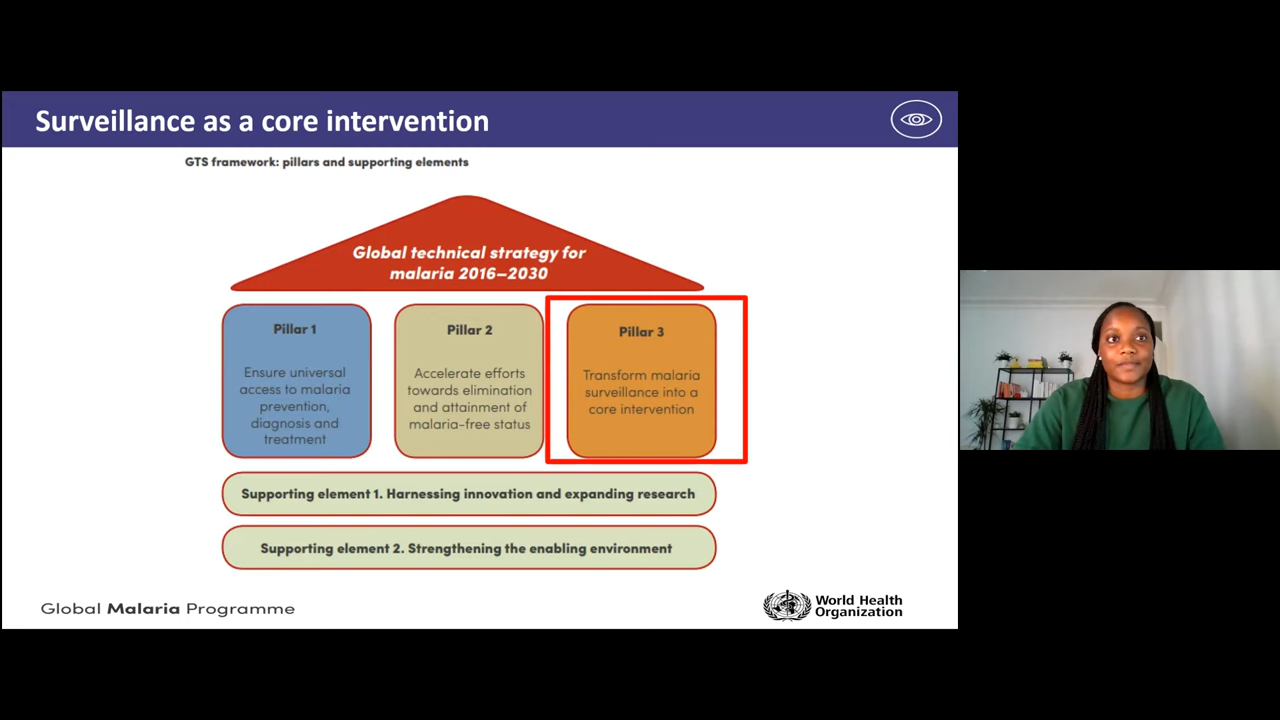 Surveillance as a core intervention
GTS framework: pillars and supporting elements
Global technical strategy for
malaria 2016–2030
Pillar 1
Ensure universal
access to malaria
prevention,
diagnosis and
treatment
Pillar 2
Accelerate efforts
towards elimination
and attainment of
malaria-free status
Pillar 3
Transform malaria
surveillance into a
core intervention
Supporting element 1. Harnessing innovation and expanding research
Supporting element 2. Strengthening the enabling environment
Global Malaria Programme
World Health
Organization